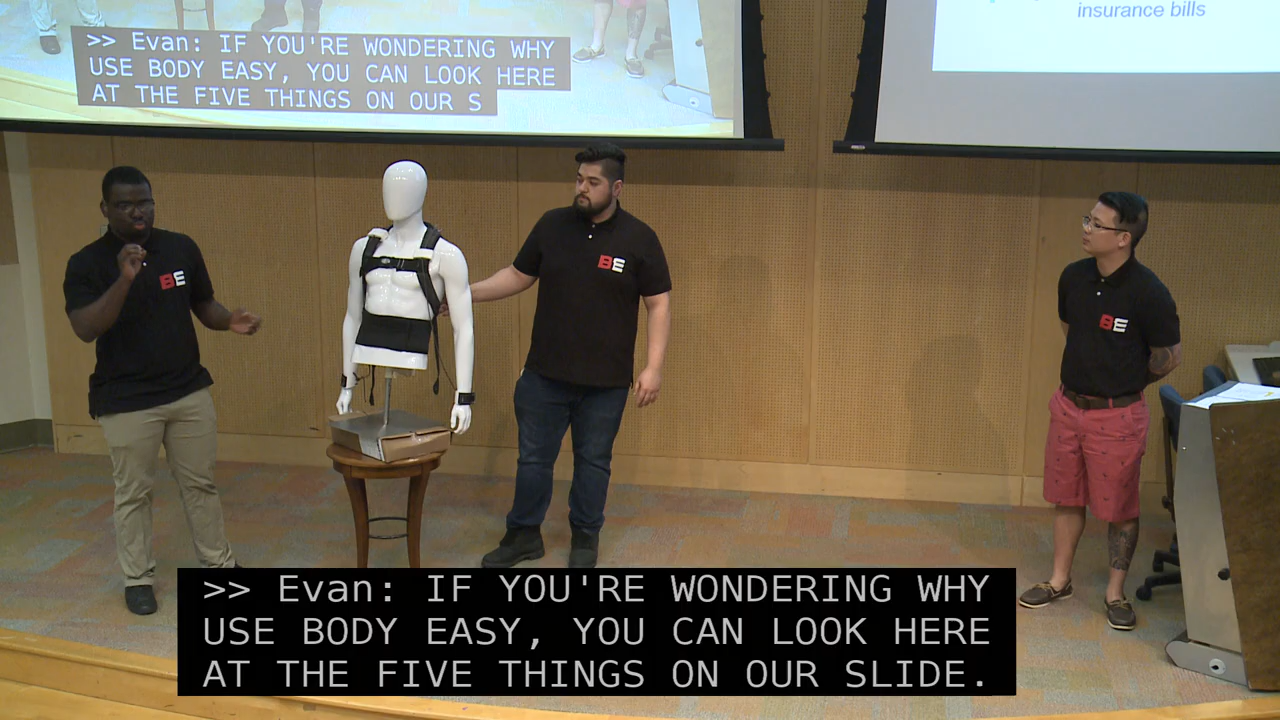 >> Evan: IF YOU'RE WONDERING WHY
USE BODY EASY, YOU CAN LOOK HERE
AT THE FIVE THINGS ON OUR S
insurance bills
BE
BE
BE
>> Evan: IF YOU'RE WONDERING WHY
USE BODY EASY, YOU CAN LOOK HERE
AT THE FIVE THINGS ON OUR SLIDE.